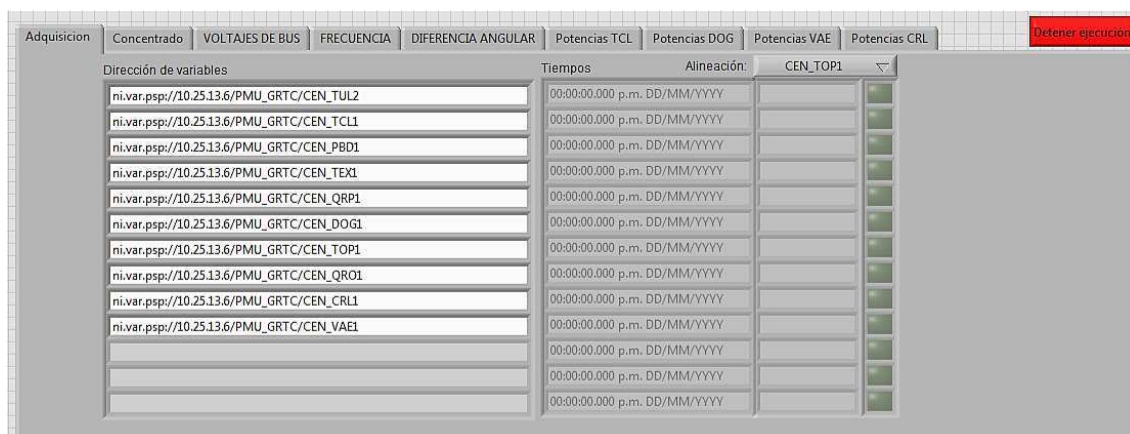 Adquisicion Concentrado VOLTAJES DE BUS FRECUENCIA DIFERENCIA ANGULAR Potencias TCL Potencias DOG Potencias VAE Potencias CRL Detener ejecución
Dirección de variables Tiempos Alineación: CEN_TOP1
ni.var.psp://10.25.13.6/PMU_GRTC/CEN_TUL2 00:00:00.000 p.m. DD/MM/YYYY
ni.var.psp://10.25.13.6/PMU_GRTC/CEN_TCL1 00:00:00.000 p.m. DD/MM/YYYY
ni.var.psp://10.25.13.6/PMU_GRTC/CEN_PBD1 00:00:00.000 p.m. DD/MM/YYYY
ni.var.psp://10.25.13.6/PMU_GRTC/CEN_TEX1 00:00:00.000 p.m. DD/MM/YYYY
ni.var.psp://10.25.13.6/PMU_GRTC/CEN_QRP1 00:00:00.000 p.m. DD/MM/YYYY
ni.var.psp://10.25.13.6/PMU_GRTC/CEN_DOG1 00:00:00.000 p.m. DD/MM/YYYY
ni.var.psp://10.25.13.6/PMU_GRTC/CEN_TOP1 00:00:00.000 p.m. DD/MM/YYYY
ni.var.psp://10.25.13.6/PMU_GRTC/CEN_QRO1 00:00:00.000 p.m. DD/MM/YYYY
ni.var.psp://10.25.13.6/PMU_GRTC/CEN_CRL1 00:00:00.000 p.m. DD/MM/YYYY
ni.var.psp://10.25.13.6/PMU_GRTC/CEN_VAE1 00:00:00.000 p.m. DD/MM/YYYY
00:00:00.000 p.m. DD/MM/YYYY
00:00:00.000 p.m. DD/MM/YYYY
00:00:00.000 p.m. DD/MM/YYYY